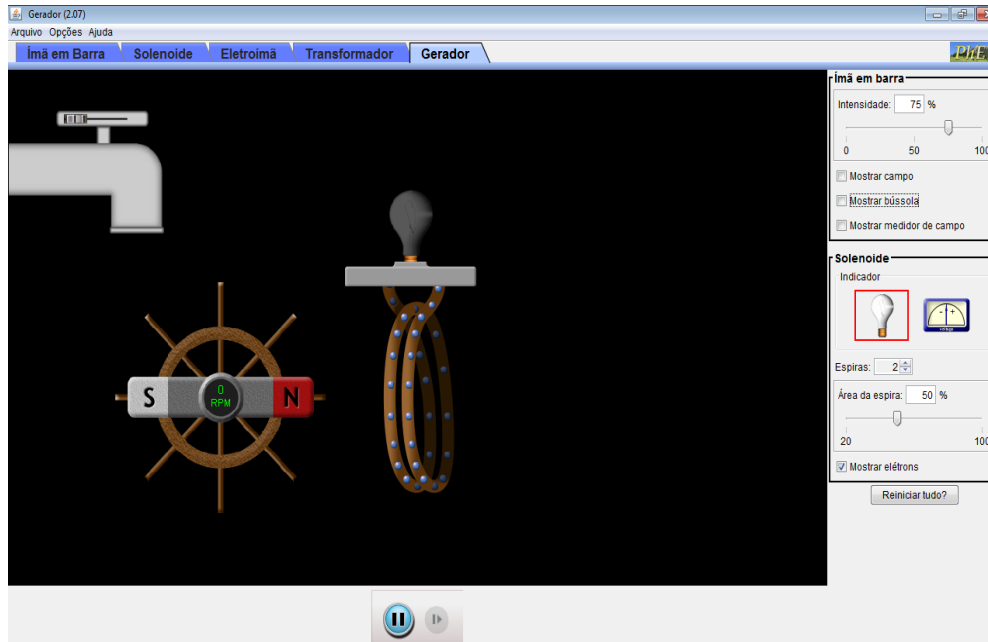 Gerador (2.07)
Arquivo Opções Ajuda
Ímã em Barra Solenoide Eletroimã Transformador Gerador
PhE
Ímã em barra
Intensidade: 75 %
0 50 100
Mostrar campo
Mostrar bússola
Mostrar medidor de campo
S 0 N
RPM
Solenoide
Indicador
- +
Espiras: 2
Área da espira: 50 %
20 100
Mostrar elétrons
Reiniciar tudo?